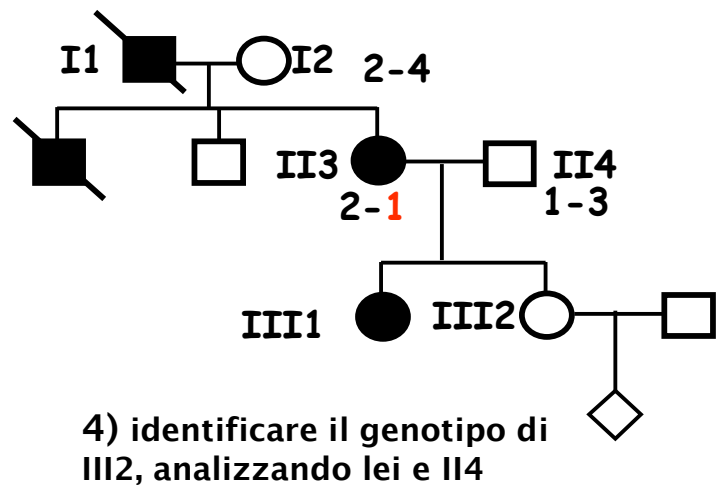 I1 I2 2-4
II3 II4
2-1 1-3
III1 III2
4) identificare il genotipo di
III2, analizzando lei e II4